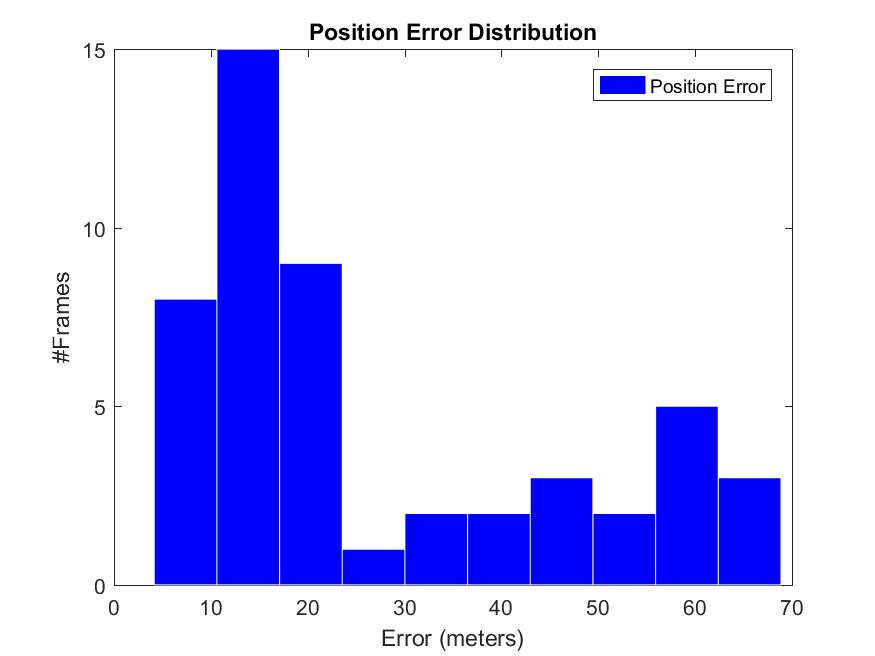 Position Error Distribution
Position Error
15
10
5
0
#Frames
0 10 20 30 40 50 60 70
Error (meters)